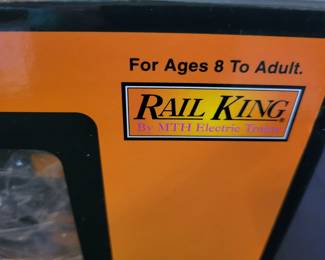 For Ages 8 To Adult.
RAIL KING®
By MTH Electric Trains